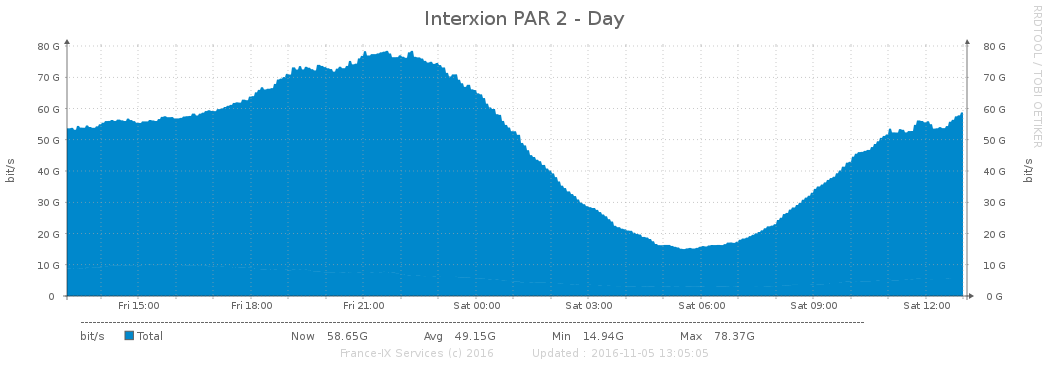 Interxion PAR 2 - Day
RRDTOOL / TOBI OETIKER
80 G 80 G
70 G 70 G
60 G 60 G
50 G 50 G
40 G 40 G
30 G 30 G
20 G 20 G
10 G 10 G
0 0 G
bit/s bit/s
Fri 15:00 Fri 18:00 Fri 21:00 Sat 00:00 Sat 03:00 Sat 06:00 Sat 09:00 Sat 12:00
bit/s Total Now 58.65G Avg 49.15G Min 14.94G Max 78.37G
France-IX Services (c) 2016 Updated : 2016-11-05 13:05:05